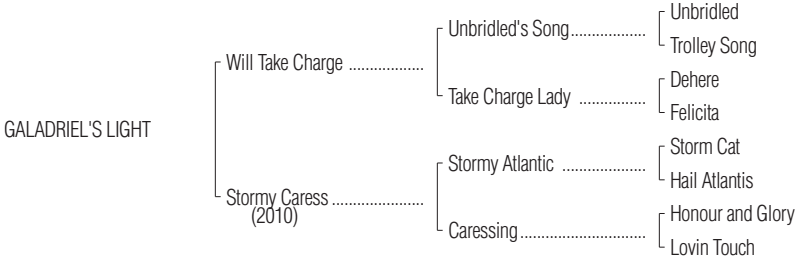 Unbridled
Unbridled's Song..................
Trolley Song
Will Take Charge ..................
Dehere
Take Charge Lady ................
Felicita
GALADRIEL'S LIGHT
Storm Cat
Stormy Atlantic ....................
Hail Atlantis
Stormy Caress ......................
(2010)
Honour and Glory
Caressing..............................
Lovin Touch